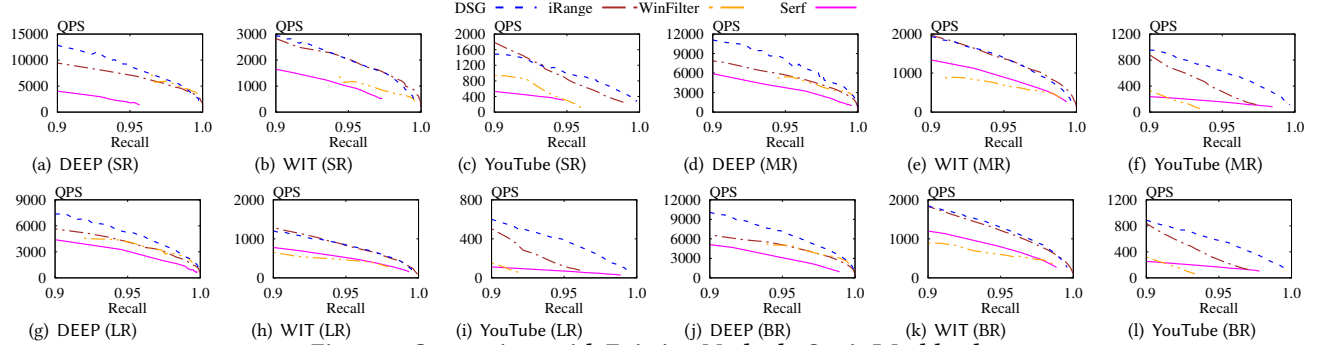 DSG iRange WinFilter Serf
QPS QPS QPS QPS QPS QPS
15000 3000 2000 12000 2000 1200
10000 2000 1600 9000 800
5000 1000 1200 6000 1000 400
0 0 800 3000 0 0
400 0
0.9 0.95 1.0 0.9 0.95 1.0 0.9 0.95 1.0 0.9 0.95 1.0 0.9 0.95 1.0 0.9 0.95 1.0
Recall Recall Recall Recall Recall Recall
(a) DEEP (SR) (b) WIT (SR) (c) YouTube (SR) (d) DEEP (MR) (e) WIT (MR) (f) YouTube (MR)
QPS QPS QPS QPS QPS QPS
9000 2000 800 12000 2000 1200
6000 1000 400 9000 1000 800
3000 0 0 6000 0 400
0 3000 0
0
0.9 0.95 1.0 0.9 0.95 1.0 0.9 0.95 1.0 0.9 0.95 1.0 0.9 0.95 1.0 0.9 0.95 1.0
Recall Recall Recall Recall Recall Recall
(g) DEEP (LR) (h) WIT (LR) (i) YouTube (LR) (j) DEEP (BR) (k) WIT (BR) (l) YouTube (BR)